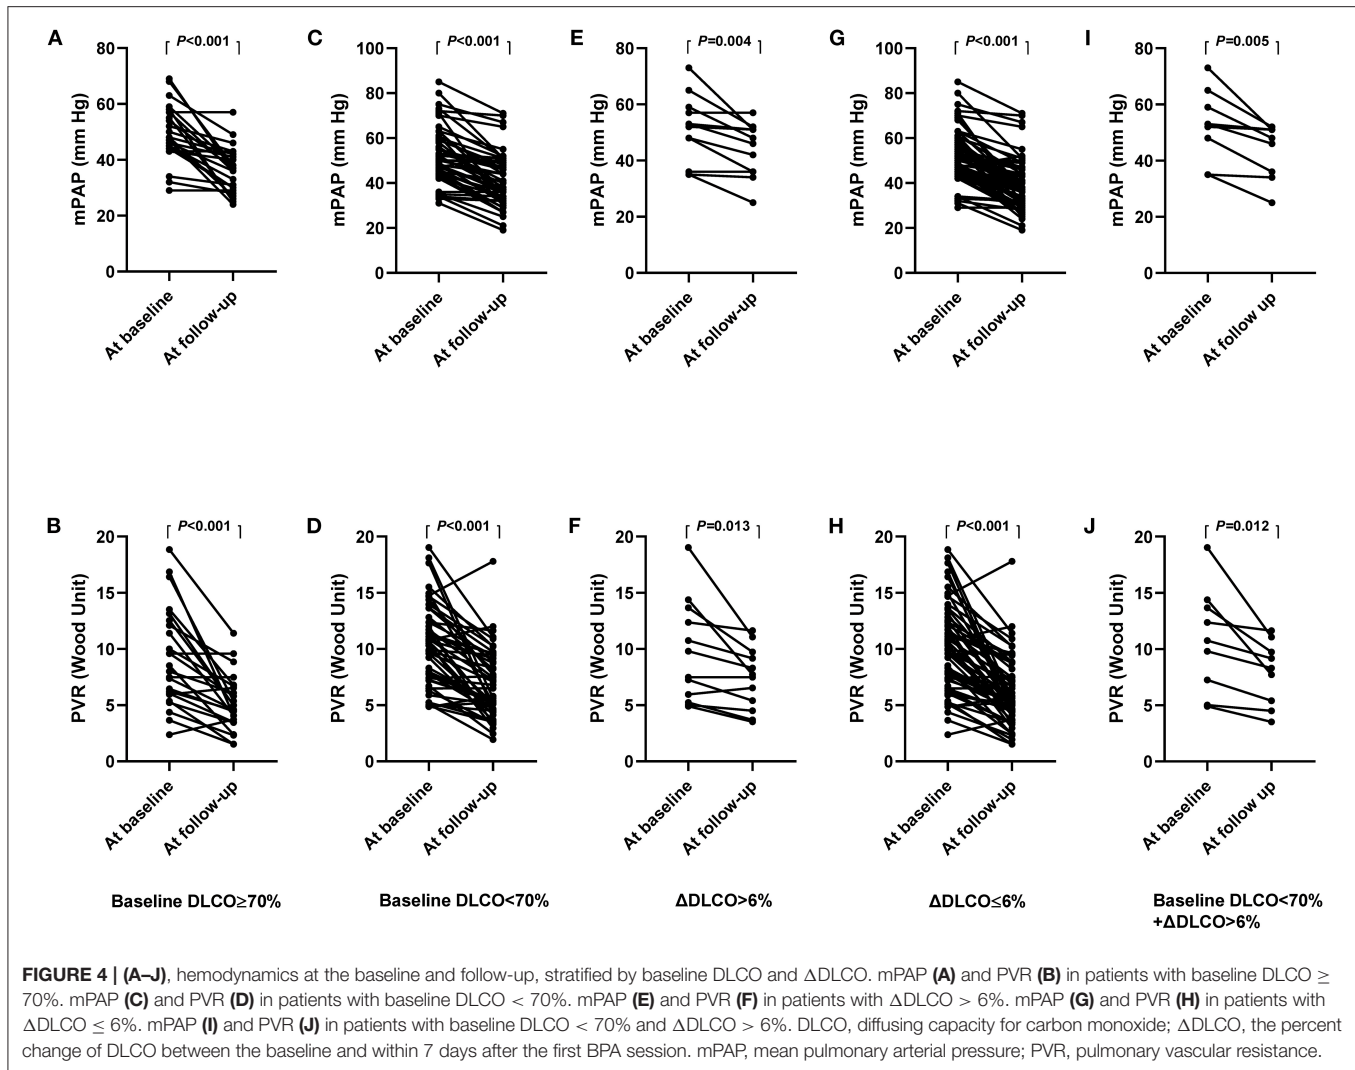 A
P<0.001
mPAP (mm Hg)
80
60
40
20
0
At baseline
At follow-up
C
P<0.001
mPAP (mm Hg)
100
80
60
40
20
0
At baseline
At follow-up
E
P=0.004
mPAP (mm Hg)
80
60
40
20
0
At baseline
At follow-up
G
P<0.001
mPAP (mm Hg)
100
80
60
40
20
0
At baseline
At follow-up
I
P=0.005
mPAP (mm Hg)
80
60
40
20
0
At baseline
At follow up
B
P<0.001
PVR (Wood Unit)
20
15
10
5
0
At baseline
At follow-up
Baseline DLCO≥70%
D
P<0.001
PVR (Wood Unit)
20
15
10
5
0
At baseline
At follow-up
Baseline DLCO<70%
F
P=0.013
PVR (Wood Unit)
20
15
10
5
0
At baseline
At follow-up
ΔDLCO>6%
H
P<0.001
PVR (Wood Unit)
20
15
10
5
0
At baseline
At follow-up
ΔDLCO≤6%
J
P=0.012
PVR (Wood Unit)
20
15
10
5
0
At baseline
At follow up
Baseline DLCO<70%
+ΔDLCO>6%
FIGURE 4 | (A–J), hemodynamics at the baseline and follow-up, stratified by baseline DLCO and ΔDLCO. mPAP (A) and PVR (B) in patients with baseline DLCO ≥
70%. mPAP (C) and PVR (D) in patients with baseline DLCO < 70%. mPAP (E) and PVR (F) in patients with ΔDLCO > 6%. mPAP (G) and PVR (H) in patients with
ΔDLCO ≤ 6%. mPAP (I) and PVR (J) in patients with baseline DLCO < 70% and ΔDLCO > 6%. DLCO, diffusing capacity for carbon monoxide; ΔDLCO, the percent
change of DLCO between the baseline and within 7 days after the first BPA session. mPAP, mean pulmonary arterial pressure; PVR, pulmonary vascular resistance.